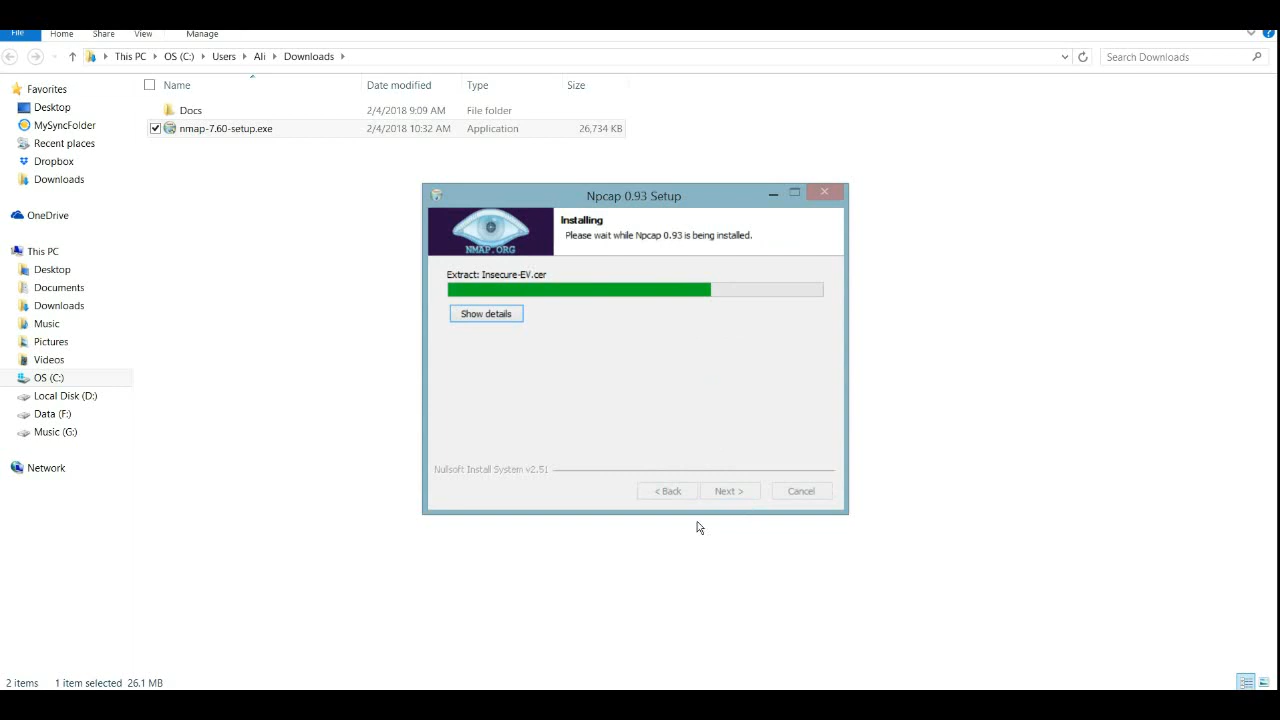 File Home Share View Manage
This PC OS (C:) Users Ali Downloads Search Downloads
Name Date modified Type Size
Docs 2/4/2018 9:09 AM File folder
nmap-7.60-setup.exe 2/4/2018 10:32 AM Application 26,734 KB
Favorites
Desktop
MySyncFolder
Recent places
Dropbox
Downloads
OneDrive
This PC
Desktop
Documents
Downloads
Music
Pictures
Videos
OS (C:)
Local Disk (D:)
Data (F:)
Music (G:)
Network
Npcap 0.93 Setup
NMAP.ORG
Installing
Please wait while Npcap 0.93 is being installed.
Extract: Insecure-EV.cer
Show details
Nullsoft Install System v2.51
< Back Next > Cancel
2 items 1 item selected 26.1 MB